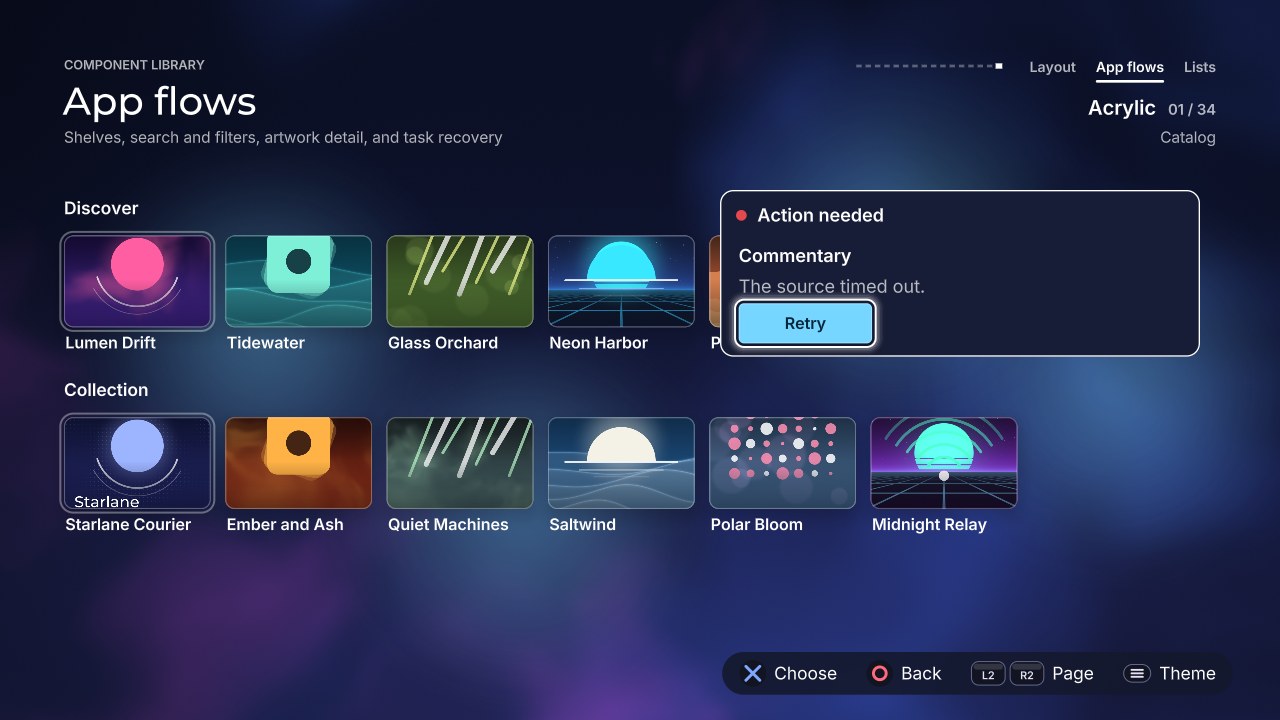 COMPONENT LIBRARY
App flows
Shelves, search and filters, artwork detail, and task recovery
Layout App flows Lists
Acrylic 01 / 34
Catalog
Discover
Lumen Drift
Tidewater
Glass Orchard
Neon Harbor
P
Action needed
Commentary
The source timed out.
Retry
Collection
Starlane
Starlane Courier
Ember and Ash
Quiet Machines
Saltwind
Polar Bloom
Midnight Relay
Choose Back L2 R2 Page Theme